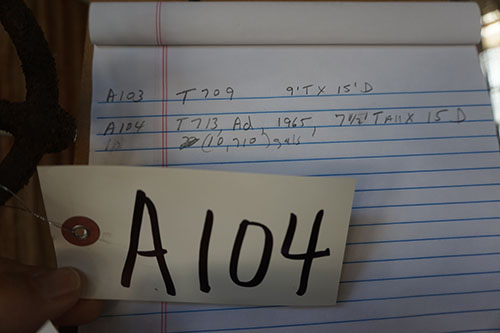 A103 T709 9'T X 15'D
A104 T713, Ad, 1965, 7½' TAll X 15 D
(10,710) gals
A104